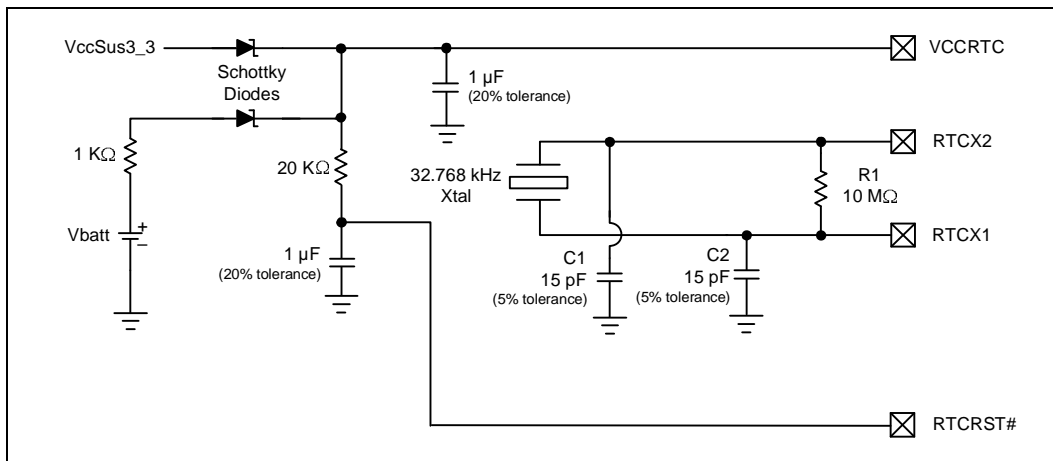 VccSus3_3
VCCRTC
Schottky
Diodes
1 µF
(20% tolerance)
1 KΩ
20 KΩ
32.768 kHz
Xtal
RTCX2
R1
10 MΩ
Vbatt
+
–
1 µF
(20% tolerance)
C1
15 pF
(5% tolerance)
C2
15 pF
(5% tolerance)
RTCX1
RTCRST#